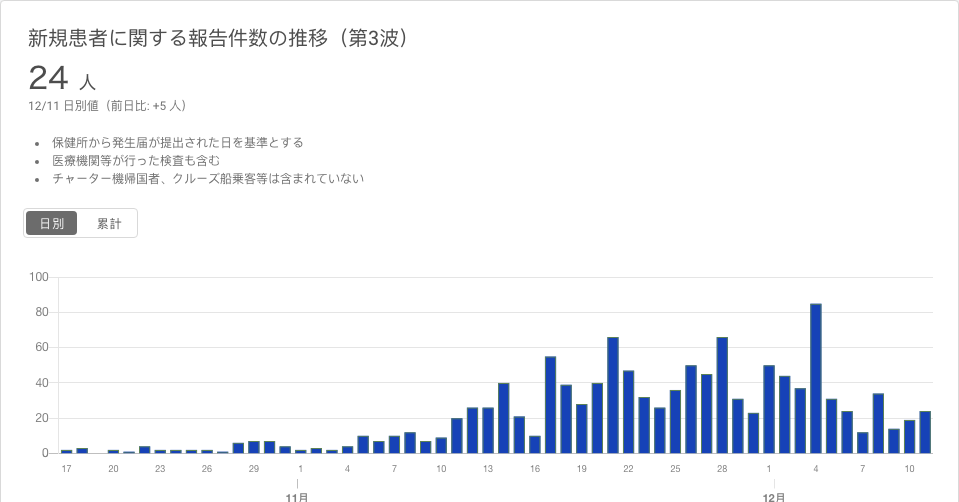 新規患者に関する報告件数の推移（第3波）
24 人
12/11 日別値（前日比: +5 人）
保健所から発生届が提出された日を基準とする
医療機関等が行った検査も含む
チャーター機帰国者、クルーズ船乗客等は含まれていない
日別 累計
100
80
60
40
20
0
17 20 23 26 29 1 4 7 10 13 16 19 22 25 28 1 4 7 10
11月 12月